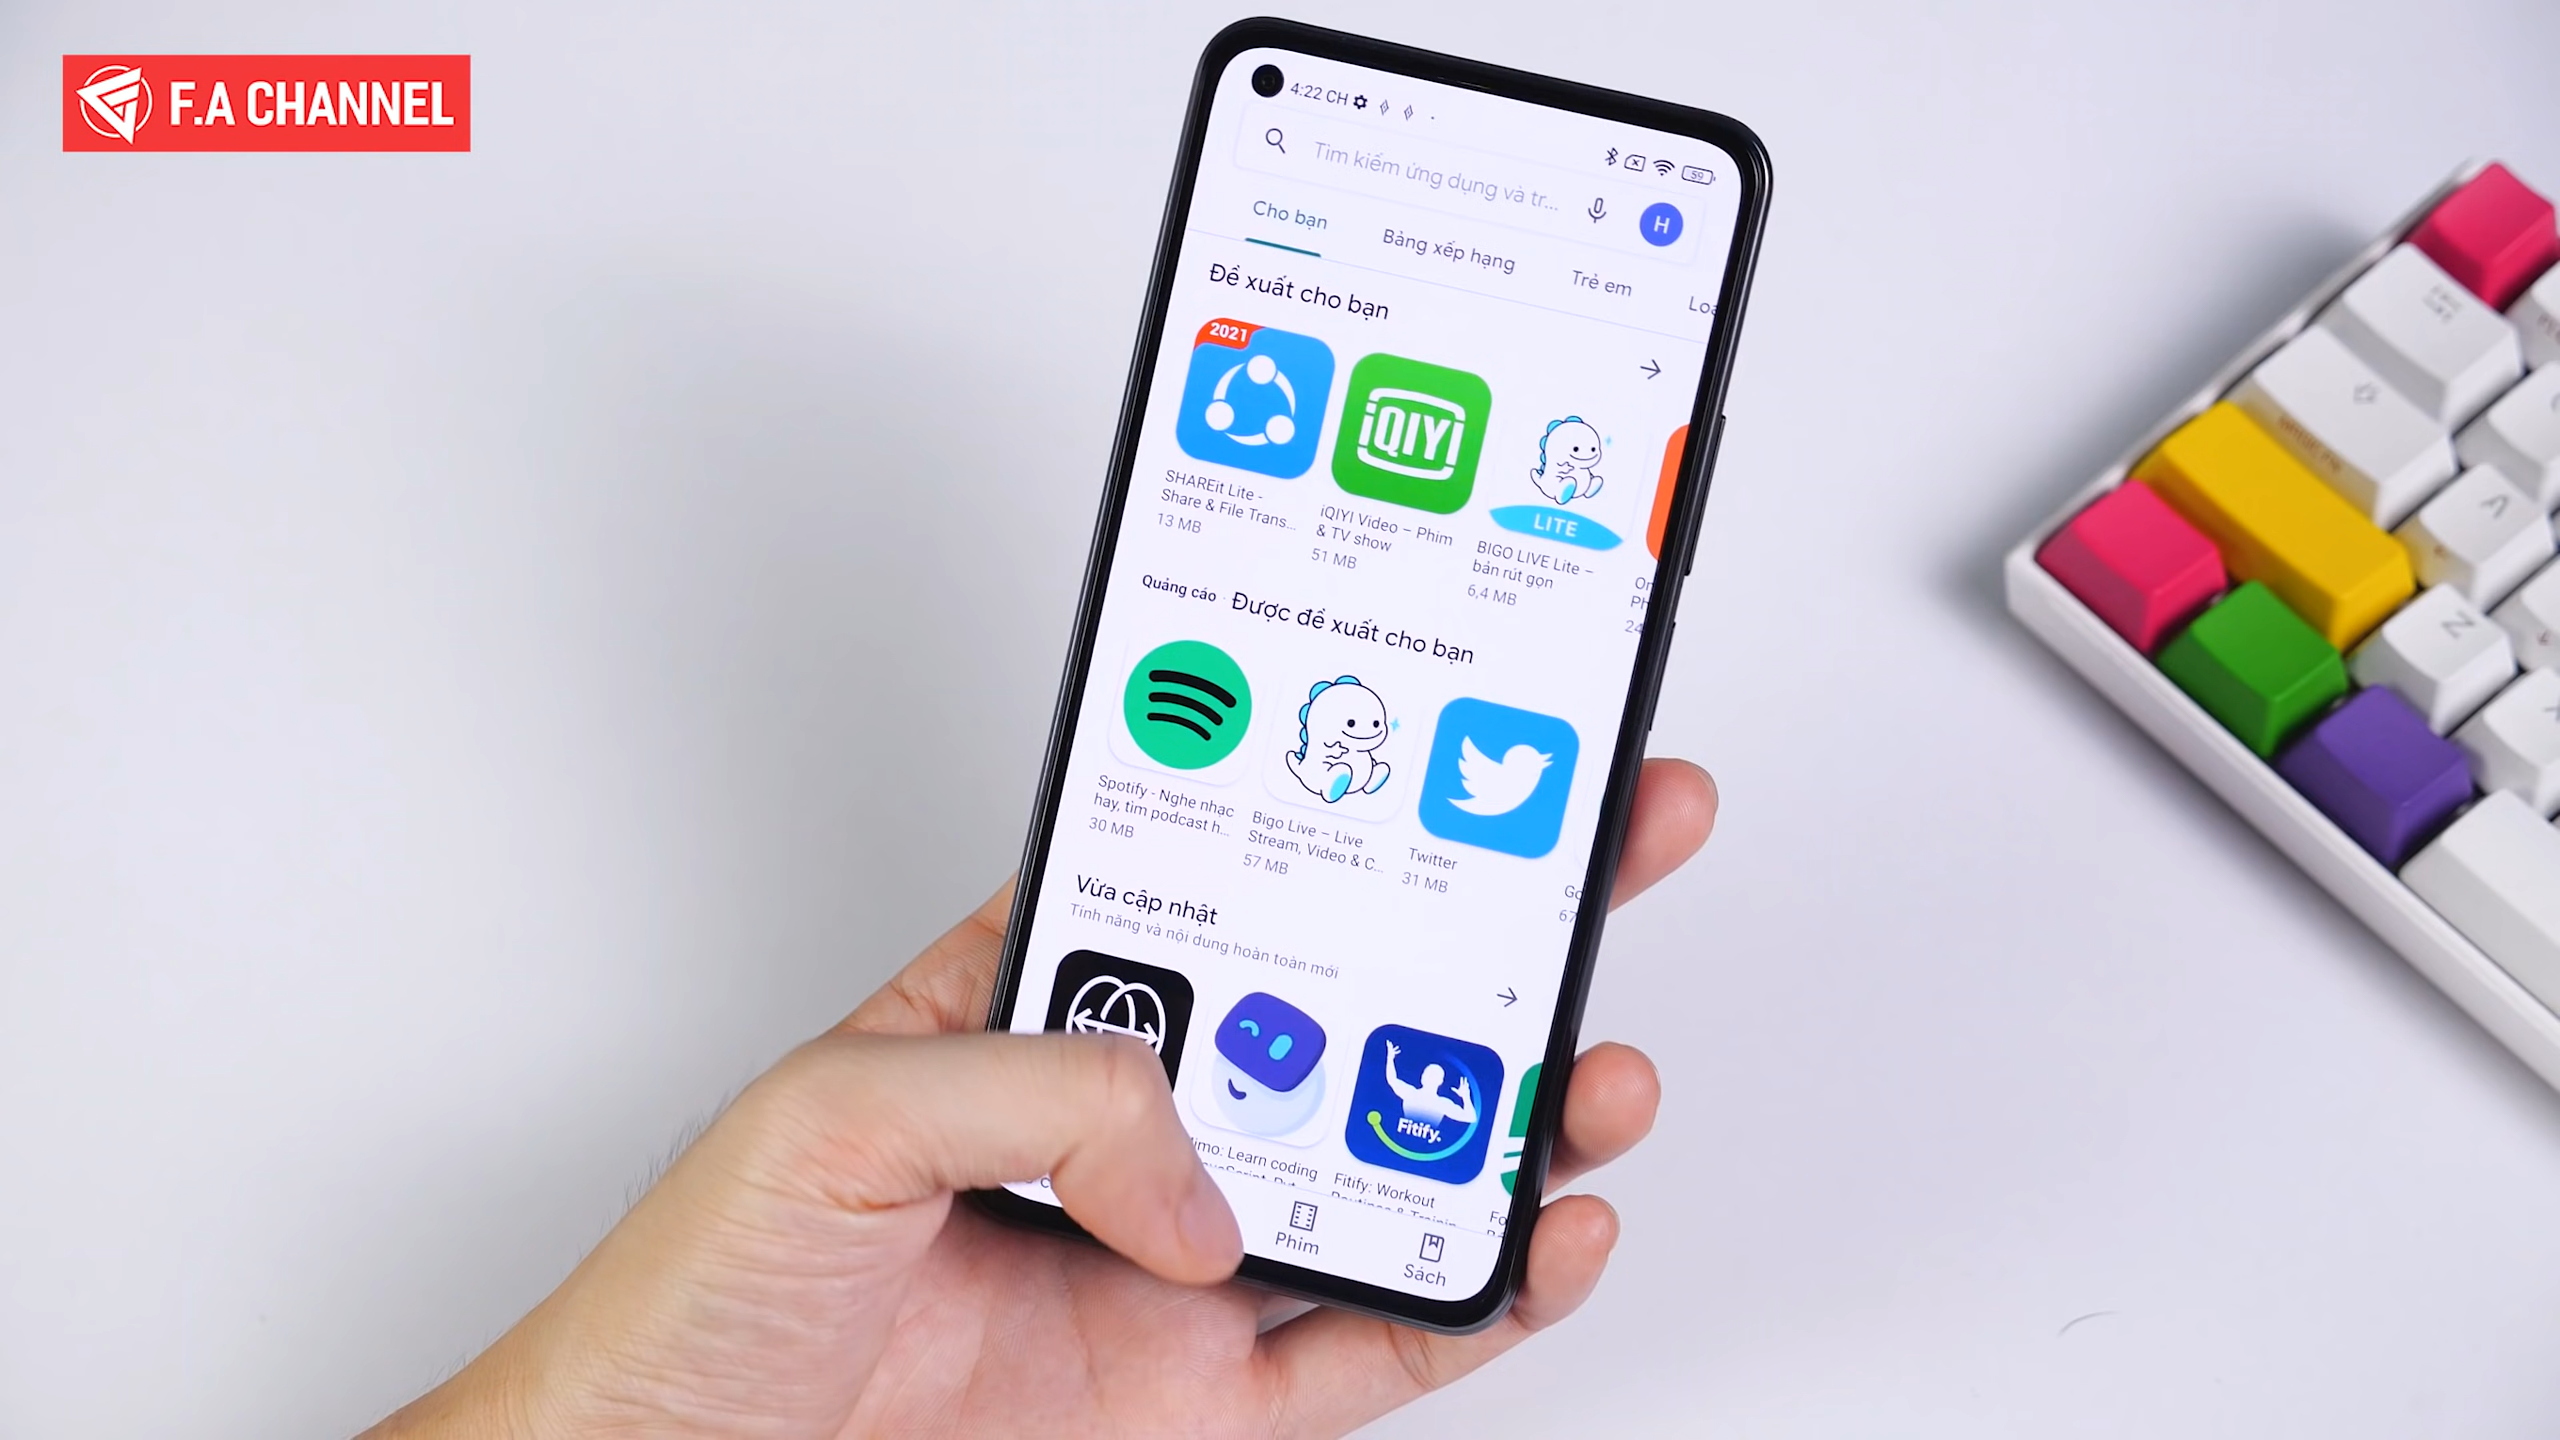 F.A CHANNEL
4:22 CH
59
Tìm kiếm ứng dụng và tr...
H
Cho bạn
Bảng xếp hạng
Trẻ em
Đề xuất cho bạn
2021
iQIYI
LITE
SHAREit Lite -
Share & File Trans...
13 MB
iQIYI Video – Phim
& TV show
51 MB
BIGO LIVE Lite –
bản rút gọn
6,4 MB
Quảng cáo · Được đề xuất cho bạn
Spotify - Nghe nhạc
hay, tìm podcast h...
30 MB
Bigo Live – Live
Stream, Video & C...
57 MB
Twitter
31 MB
Vừa cập nhật
Tính năng và nội dung hoàn toàn mới
Fitify.
Learn coding
Fitify: Workout
Phim
Sách
A
Z